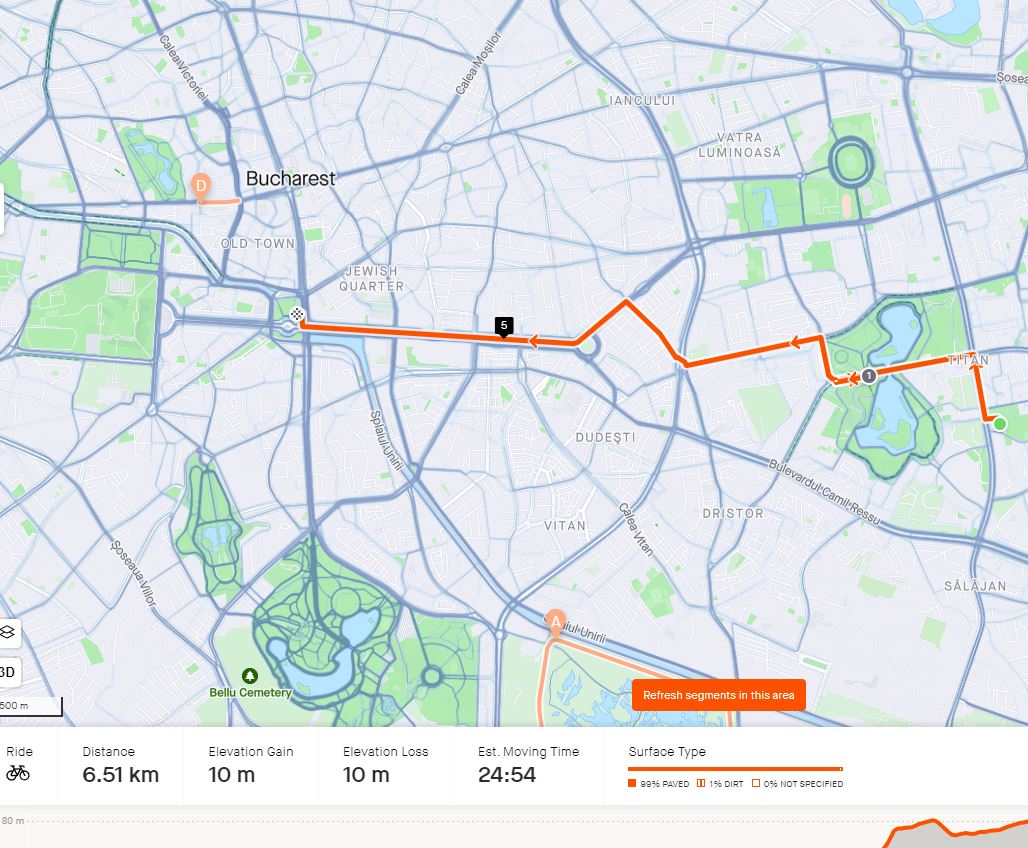 Calea Victoriei
Calea Moșilor
IANCULUI
Șosea
VATRA
LUMINOASĂ
D
Bucharest
OLD TOWN
JEWISH
QUARTER
5
TITAN
1
Splaiul Unirii
DUDEȘTI
Bulevardul Camil Ressu
DRISTOR
VITAN
Calea Vitan
Șoseaua Viilor
SĂLĂJAN
A
Splaiul Unirii
3D
Bellu Cemetery
500 m
Refresh segments in this area
Ride
Distance
Elevation Gain
Elevation Loss
Est. Moving Time
Surface Type
6.51 km
10 m
10 m
24:54
99% PAVED
1% DIRT
0% NOT SPECIFIED
80 m